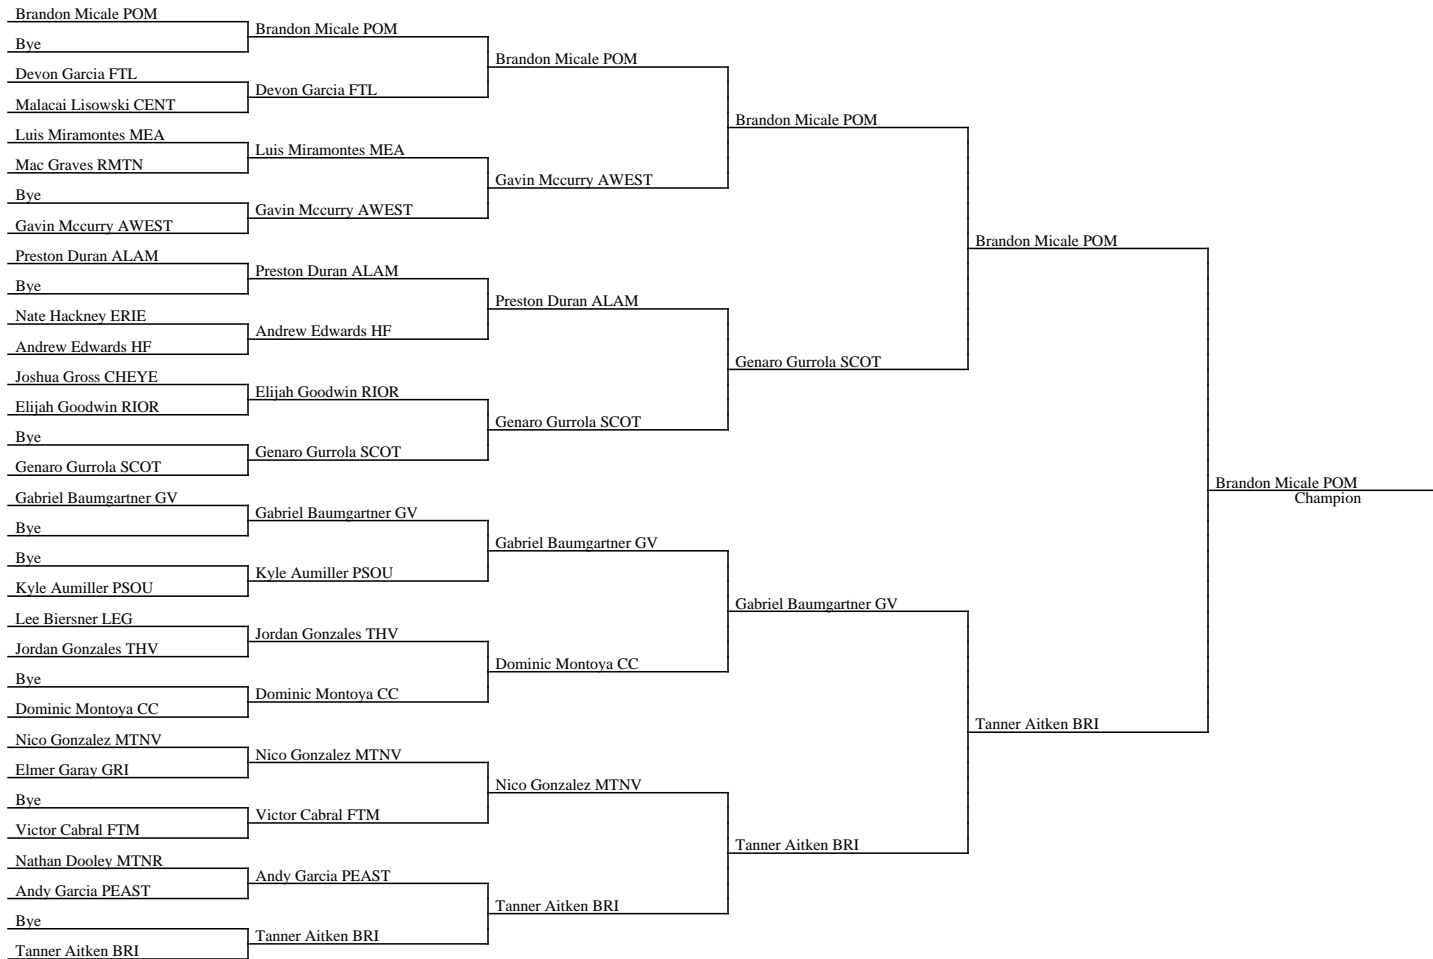 Brandon Micale POM
Bye
Devon Garcia FTL
Malacai Lisowski CENT
Luis Miramontes MEA
Mac Graves RMTN
Bye
Gavin Mccurry AWEST
Preston Duran ALAM
Bye
Nate Hackney ERIE
Andrew Edwards HF
Joshua Gross CHEYE
Elijah Goodwin RIOR
Bye
Genaro Gurrola SCOT
Gabriel Baumgartner GV
Bye
Bye
Kyle Aumiller PSOU
Lee Biersner LEG
Jordan Gonzales THV
Bye
Dominic Montoya CC
Nico Gonzalez MTNV
Elmer Garay GRI
Bye
Victor Cabral FTM
Nathan Dooley MTNR
Andy Garcia PEAST
Bye
Tanner Aitken BRI
Brandon Micale POM
Devon Garcia FTL
Luis Miramontes MEA
Gavin Mccurry AWEST
Preston Duran ALAM
Andrew Edwards HF
Elijah Goodwin RIOR
Genaro Gurrola SCOT
Gabriel Baumgartner GV
Kyle Aumiller PSOU
Jordan Gonzales THV
Dominic Montoya CC
Nico Gonzalez MTNV
Victor Cabral FTM
Andy Garcia PEAST
Tanner Aitken BRI
Brandon Micale POM
Gavin Mccurry AWEST
Preston Duran ALAM
Genaro Gurrola SCOT
Gabriel Baumgartner GV
Dominic Montoya CC
Nico Gonzalez MTNV
Tanner Aitken BRI
Brandon Micale POM
Genaro Gurrola SCOT
Gabriel Baumgartner GV
Tanner Aitken BRI
Brandon Micale POM
Tanner Aitken BRI
Brandon Micale POM
Champion